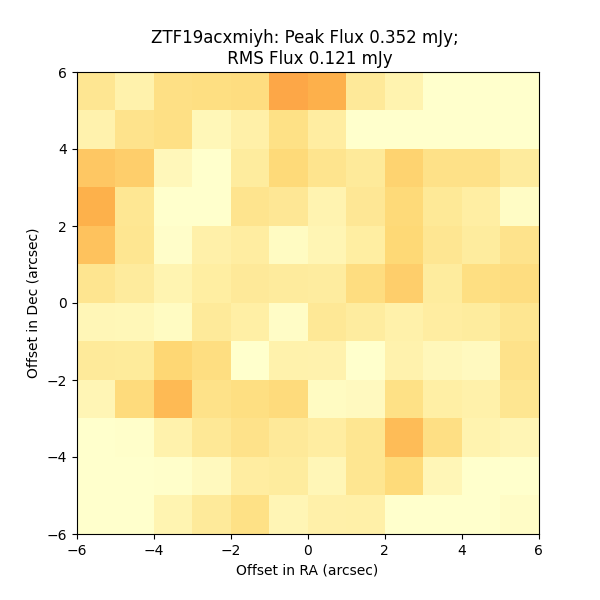 ZTF19acxmiyh: Peak Flux 0.352 mJy;
RMS Flux 0.121 mJy
6
4
2
0
−2
−4
−6
Offset in Dec (arcsec)
−6 −4 −2 0 2 4 6
Offset in RA (arcsec)